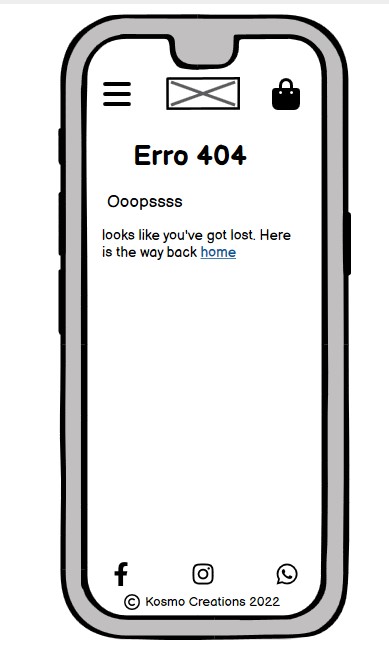 Erro 404
Ooopssss
looks like you've got lost. Here
is the way back home
© Kosmo Creations 2022